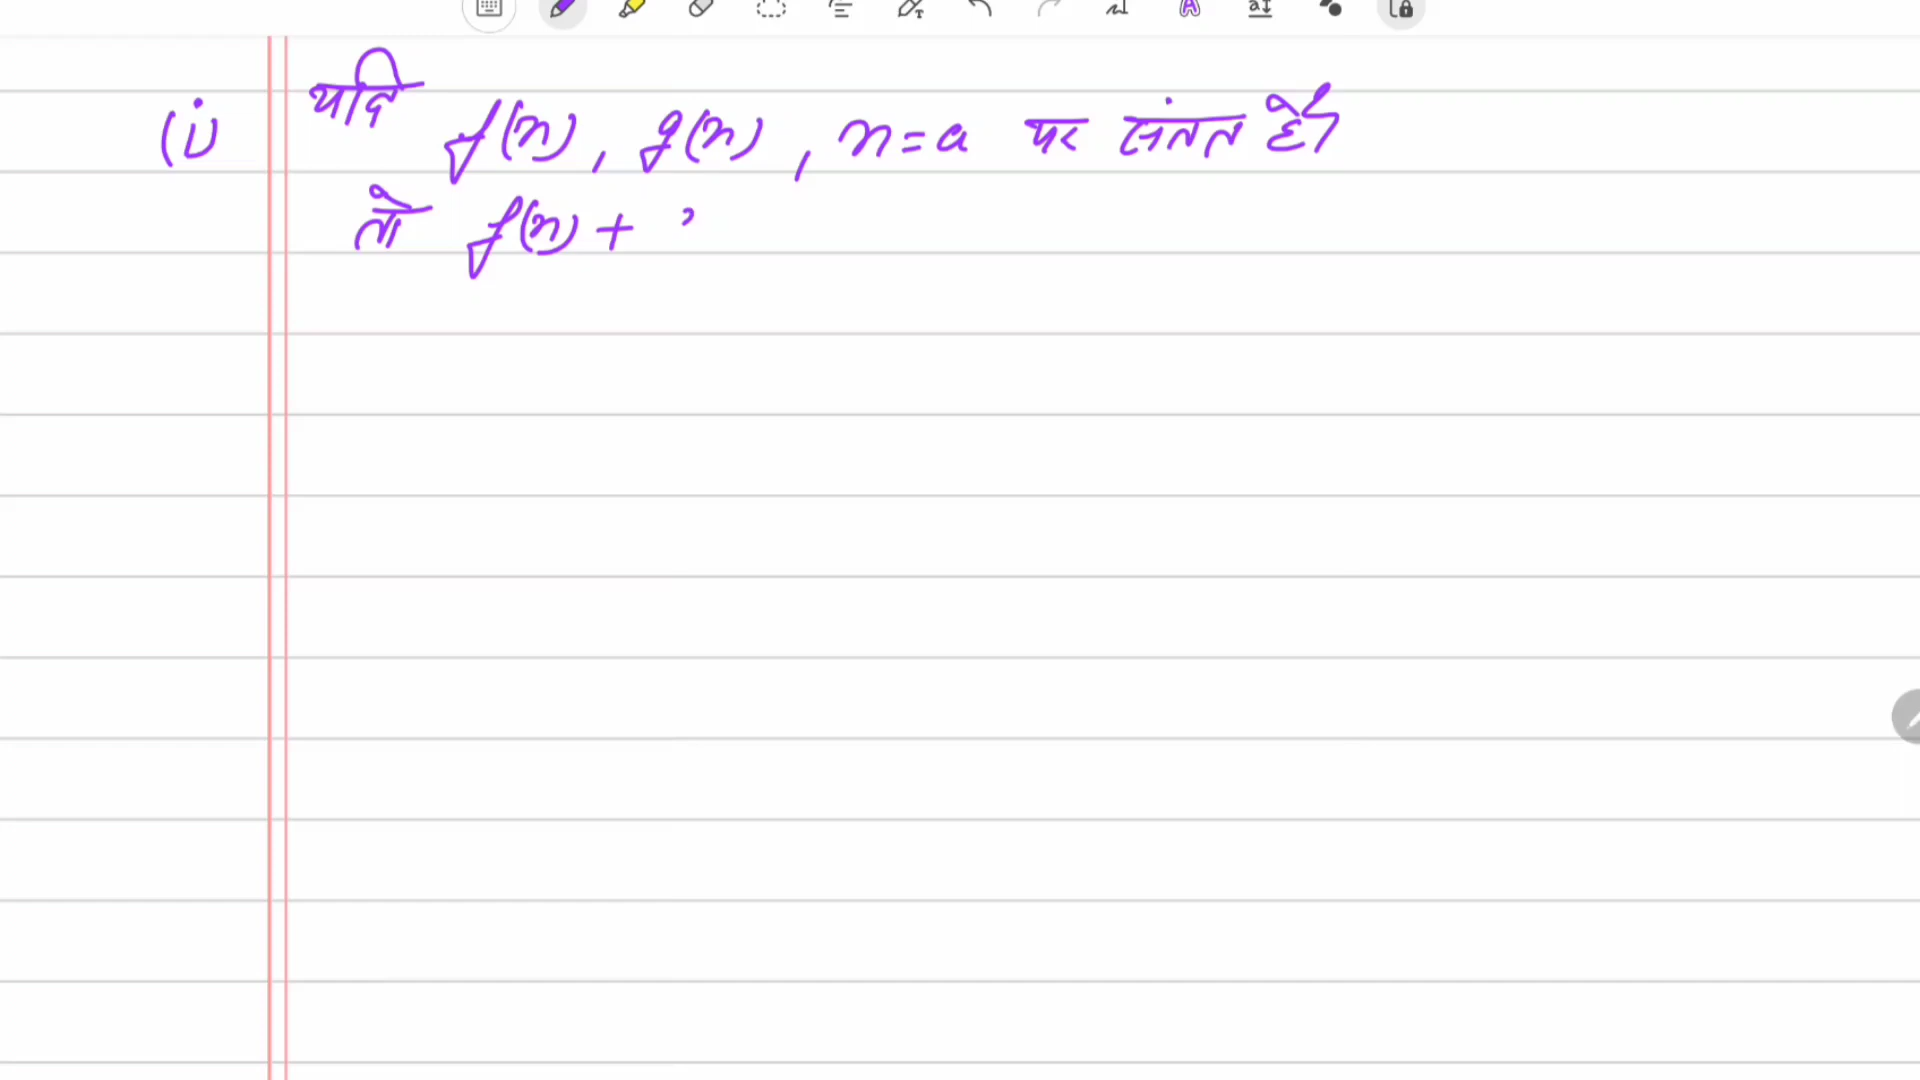 (i) यदि f(x), g(x), x=a पर संतत है।
तो f(x) +